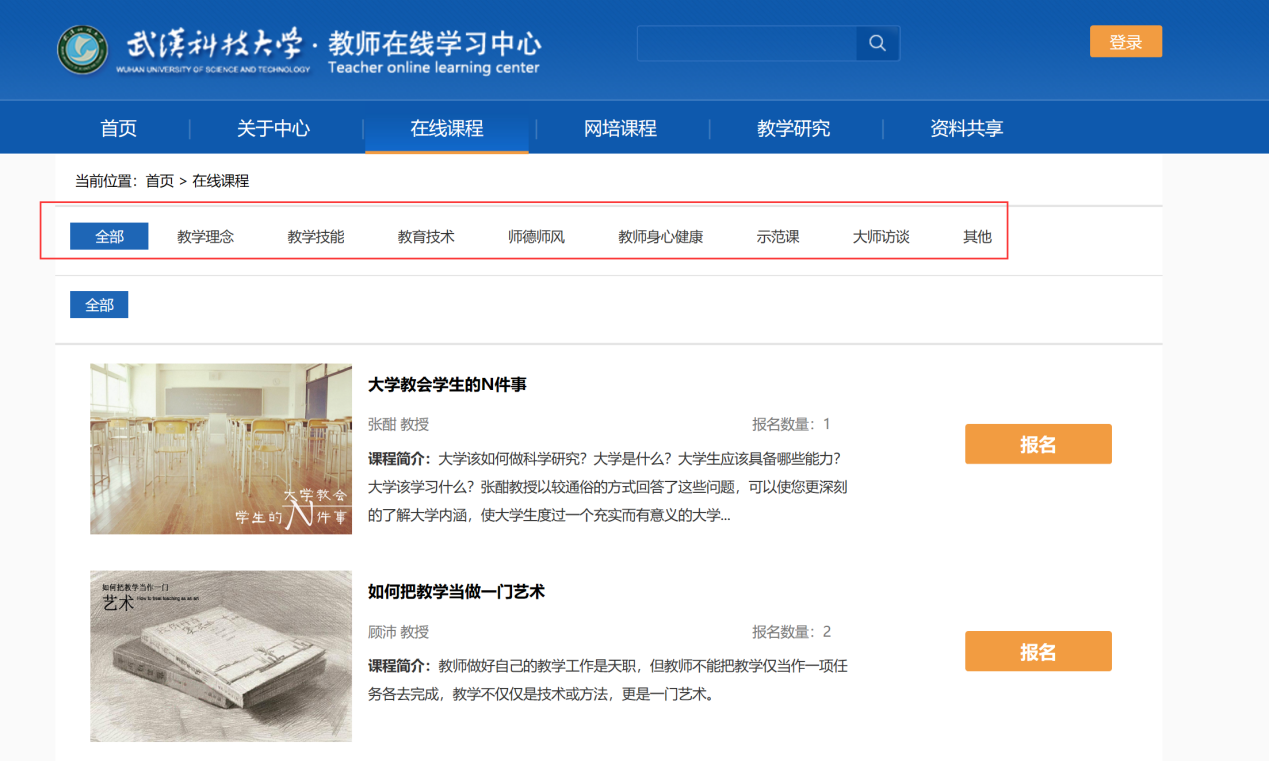 武汉科技大学·教师在线学习中心
WUHAN UNIVERSITY OF SCIENCE AND TECHNOLOGY
Teacher online learning center
登录
首页 关于中心 在线课程 网培课程 教学研究 资料共享
当前位置：首页 > 在线课程
全部 教学理念 教学技能 教育技术 师德师风 教师身心健康 示范课 大师访谈 其他
全部
大学教会
学生的N件事
大学教会学生的N件事
张酣 教授 报名数量：1
课程简介：大学该如何做科学研究？大学是什么？大学生应该具备哪些能力？
大学该学习什么？张酣教授以较通俗的方式回答了这些问题，可以使您更深刻
的了解大学内涵，使大学生度过一个充实而有意义的大学...
报名
如何把教学当作一门
艺术 How to treat teaching as an art
如何把教学当做一门艺术
顾沛 教授 报名数量：2
课程简介：教师做好自己的教学工作是天职，但教师不能把教学仅当作一项任
务各去完成，教学不仅仅是技术或方法，更是一门艺术。
报名